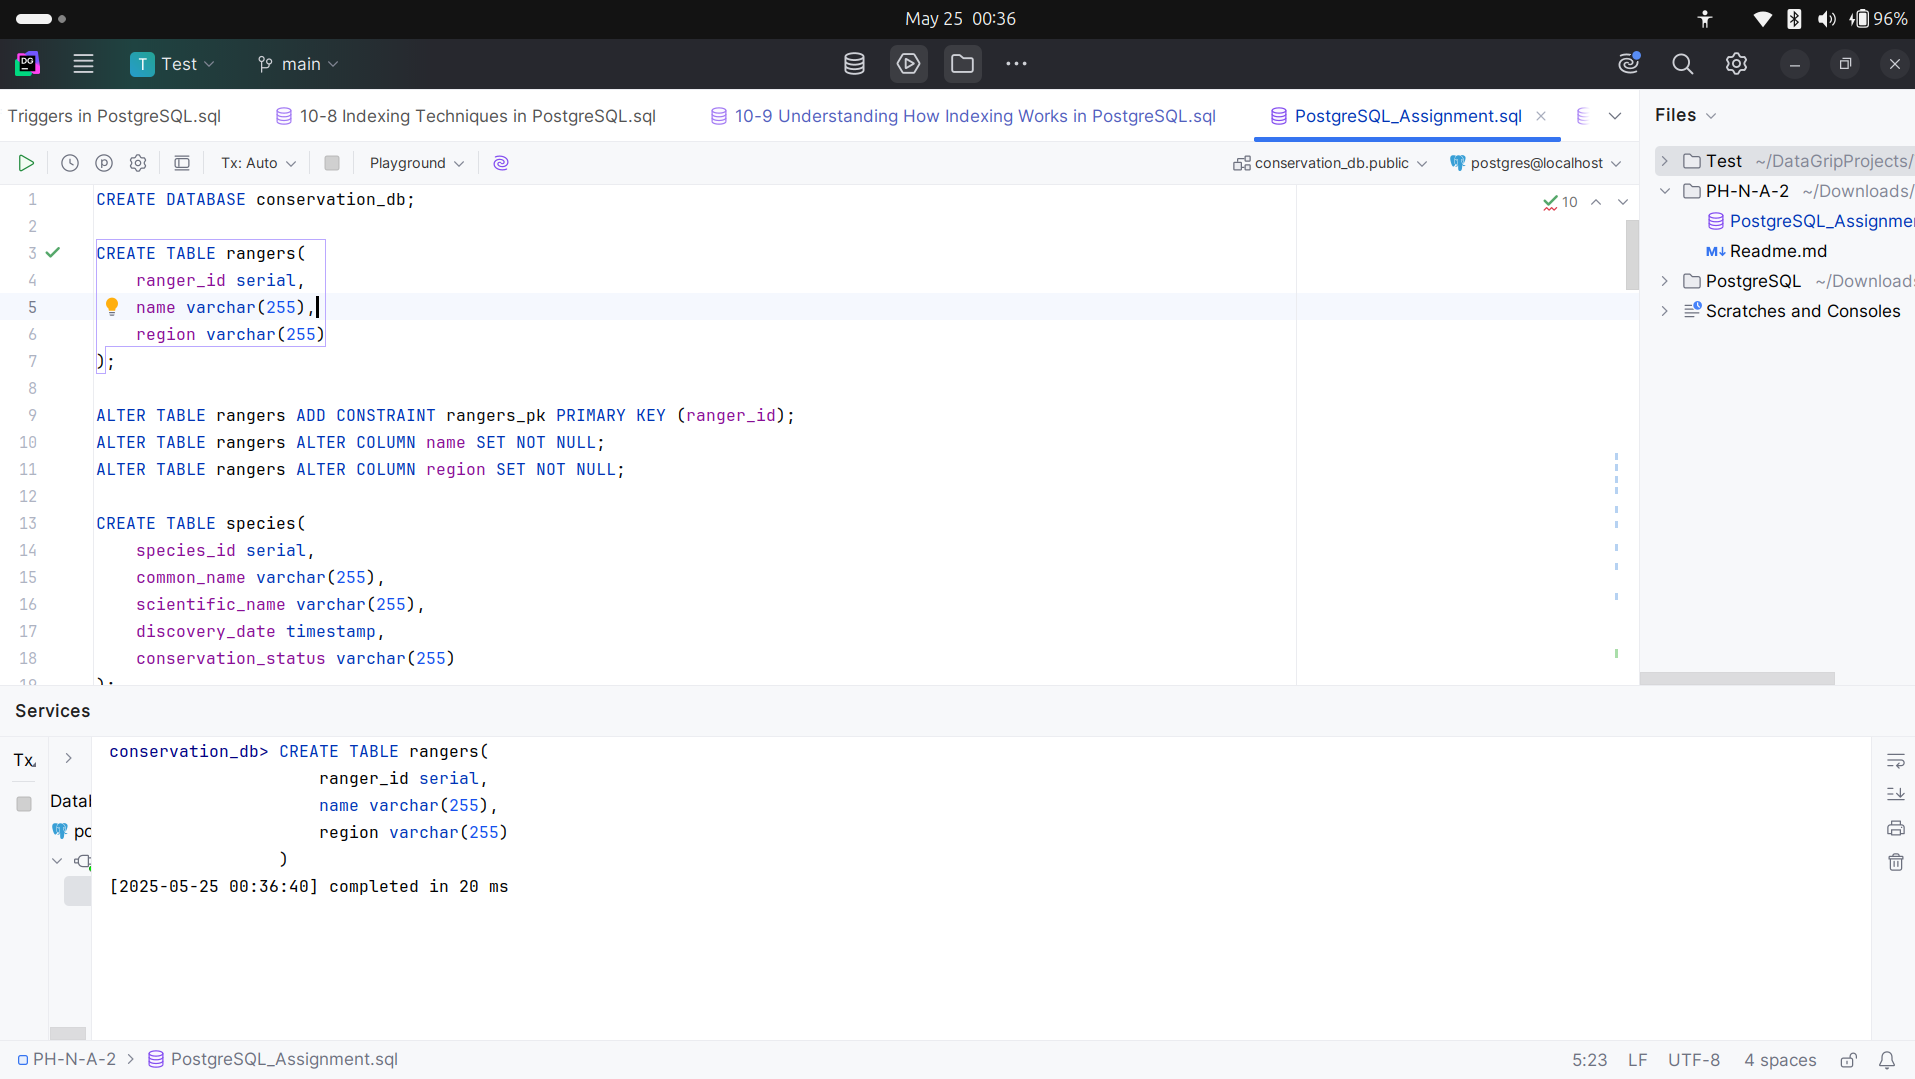 May 25 00:36
96%
DG
T Test
main
Triggers in PostgreSQL.sql
10-8 Indexing Techniques in PostgreSQL.sql
10-9 Understanding How Indexing Works in PostgreSQL.sql
PostgreSQL_Assignment.sql
Files
Tx: Auto
Playground
conservation_db.public
postgres@localhost
Test ~/DataGripProjects/
PH-N-A-2 ~/Downloads/
PostgreSQL_Assignme
M↓ Readme.md
PostgreSQL ~/Download
Scratches and Consoles
10
1 CREATE DATABASE conservation_db;
2
3 CREATE TABLE rangers(
4 ranger_id serial,
5 name varchar(255),
6 region varchar(255)
7 );
8
9 ALTER TABLE rangers ADD CONSTRAINT rangers_pk PRIMARY KEY (ranger_id);
10 ALTER TABLE rangers ALTER COLUMN name SET NOT NULL;
11 ALTER TABLE rangers ALTER COLUMN region SET NOT NULL;
12
13 CREATE TABLE species(
14 species_id serial,
15 common_name varchar(255),
16 scientific_name varchar(255),
17 discovery_date timestamp,
18 conservation_status varchar(255)
19 );
Services
Tx
Datal
po
conservation_db> CREATE TABLE rangers(
ranger_id serial,
name varchar(255),
region varchar(255)
)
[2025-05-25 00:36:40] completed in 20 ms
PH-N-A-2 > PostgreSQL_Assignment.sql
5:23 LF UTF-8 4 spaces